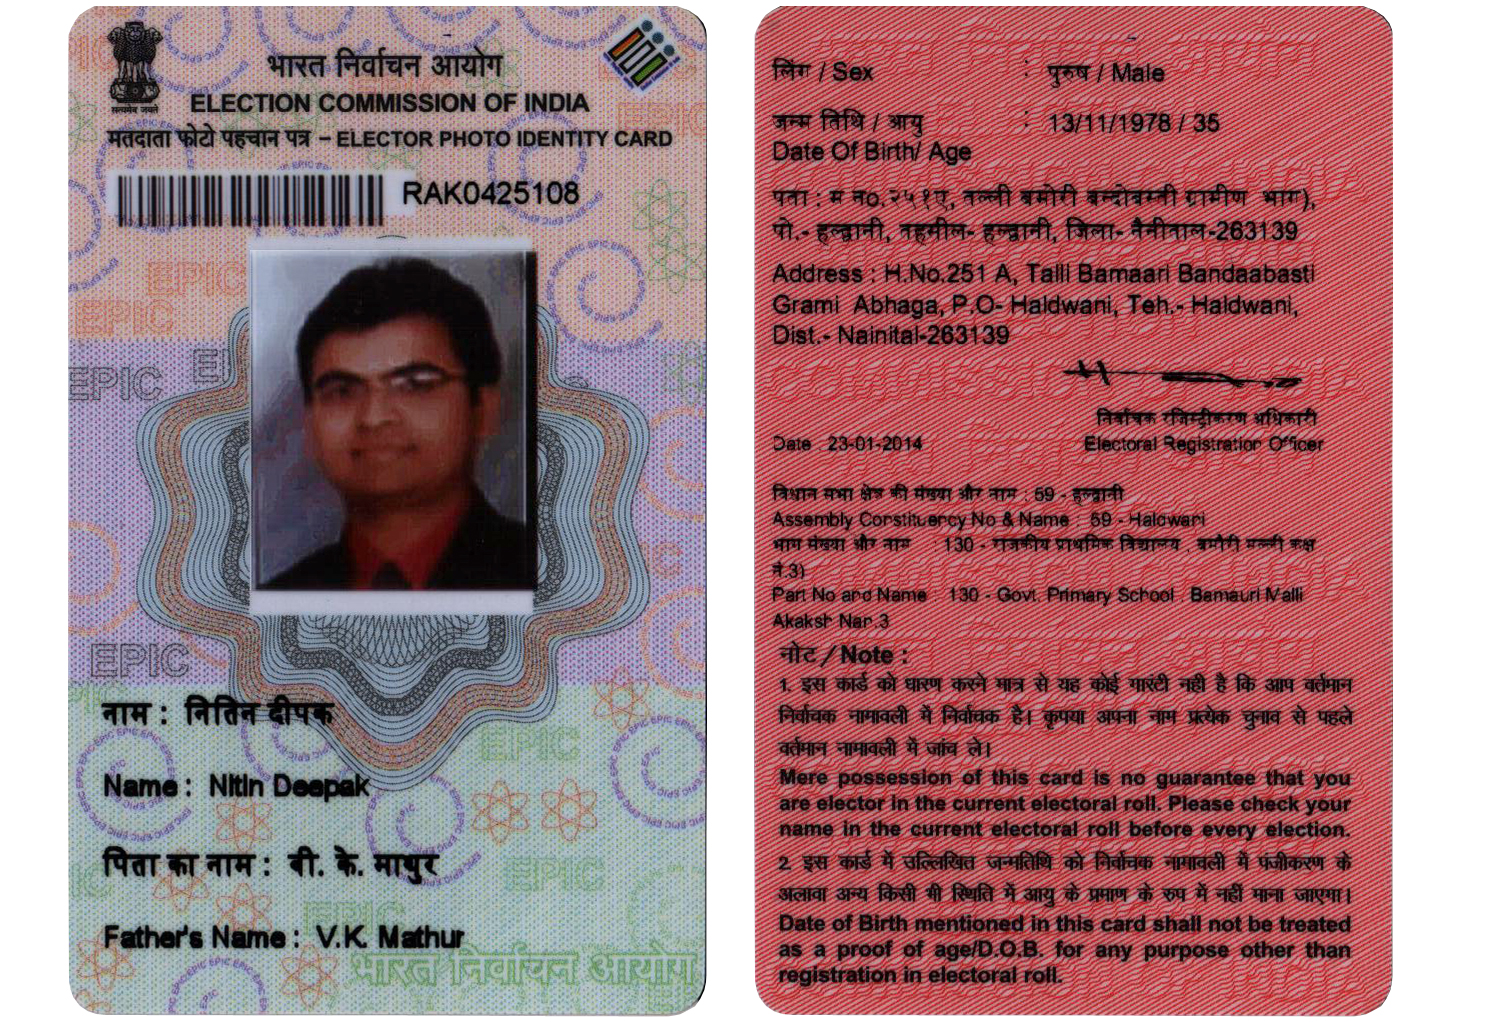 भारत निर्वाचन आयोग
ELECTION COMMISSION OF INDIA
मतदाता फोटो पहचान पत्र – ELECTOR PHOTO IDENTITY CARD
सत्यमेव जयते
RAK0425108
EPIC
EPIC
EPIC
EPIC
नाम : नितिन दीपक
EPIC
Name : Nitin Deepak
पिता का नाम : वी. के. माथुर
EPIC
EPIC
Father's Name : V.K. Mathur
भारत निर्वाचन आयोग
लिंग / Sex : पुरुष / Male
जन्म तिथि / आयु : 13/11/1978 / 35
Date Of Birth/ Age
पता : म नo.२५१ए, तल्ली बमोरी बन्दोबस्ती ग्रामीण भाग),
पो.- हल्द्वानी, तहसील- हल्द्वानी, जिला- नैनीताल-263139
Address : H.No.251 A, Talli Bamaari Bandaabasti
Grami Abhaga, P.O- Haldwani, Teh.- Haldwani,
Dist.- Nainital-263139
निर्वाचक रजिस्ट्रीकरण अधिकारी
Date : 23-01-2014 Electoral Registration Officer
विधान सभा क्षेत्र की संख्या और नाम : 59 - हल्द्वानी
Assembly Constituency No & Name : 59 - Haldwani
भाग संख्या और नाम : 130 - राजकीय प्राथमिक विद्यालय , बमौरी मल्ली कक्ष
नं.3)
Part No and Name : 130 - Govt. Primary School , Bamauri Malli
Akaksh Nan.3
नोट / Note :
1. इस कार्ड को धारण करने मात्र से यह कोई गारंटी नही है कि आप वर्तमान
निर्वाचक नामावली में निर्वाचक है। कृपया अपना नाम प्रत्येक चुनाव से पहले
वर्तमान नामावली में जांच ले।
Mere possession of this card is no guarantee that you
are elector in the current electoral roll. Please check your
name in the current electoral roll before every election.
2. इस कार्ड में उल्लिखित जन्मतिथि को निर्वाचक नामावली में पंजीकरण के
अलावा अन्य किसी भी स्थिति में आयु के प्रमाण के रुप में नहीं माना जाएगा।
Date of Birth mentioned in this card shall not be treated
as a proof of age/D.O.B. for any purpose other than
registration in electoral roll.